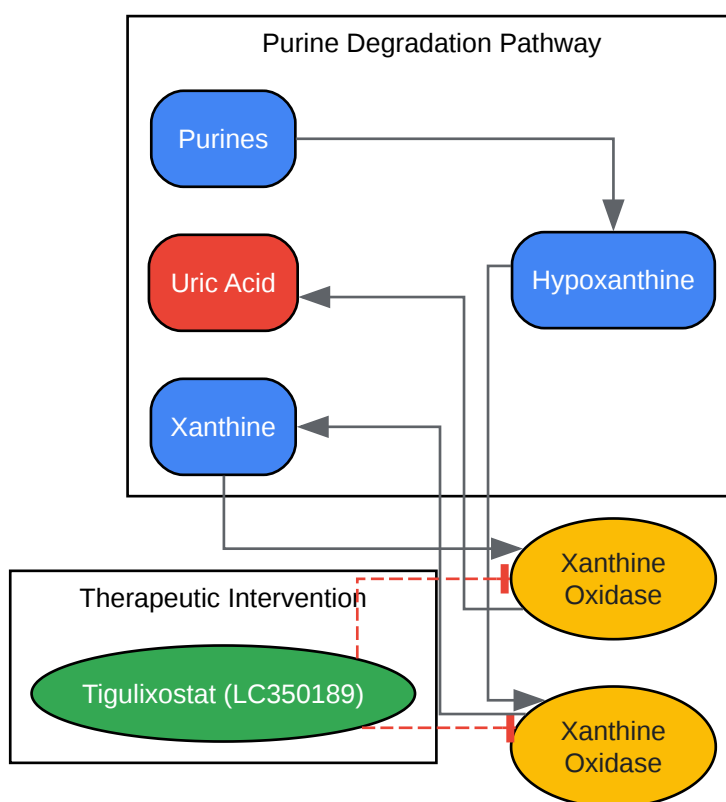 Purine Degradation Pathway
Purines
Uric Acid
Hypoxanthine
Xanthine
Xanthine
Oxidase
Therapeutic Intervention
Tigulixostat (LC350189)
Xanthine
Oxidase